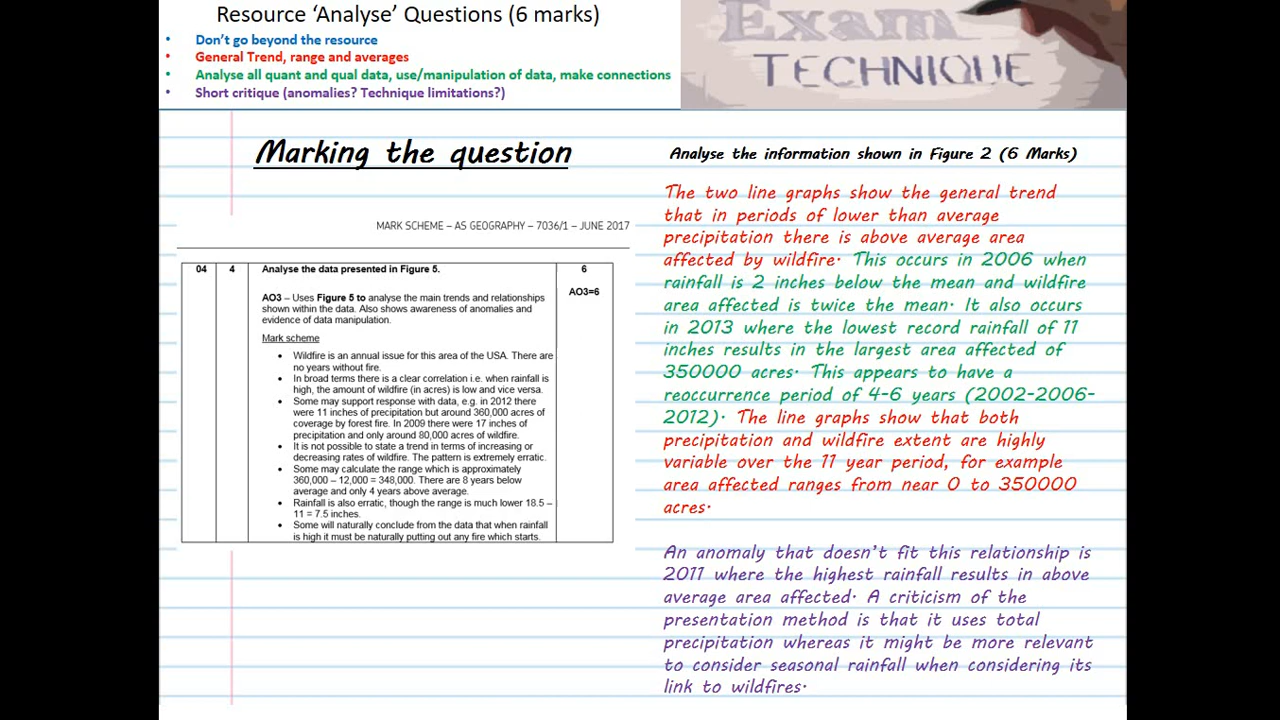 Resource ‘Analyse’ Questions (6 marks)
• Don’t go beyond the resource
• General Trend, range and averages
• Analyse all quant and qual data, use/manipulation of data, make connections
• Short critique (anomalies? Technique limitations?)
Exam
TECHNIQUE
Marking the question
MARK SCHEME – AS GEOGRAPHY – 7036/1 – JUNE 2017
04 4 Analyse the data presented in Figure 5. 6
AO3=6
AO3 – Uses Figure 5 to analyse the main trends and relationships
shown within the data. Also shows awareness of anomalies and
evidence of data manipulation.
Mark scheme
• Wildfire is an annual issue for this area of the USA. There are
no years without fire.
• In broad terms there is a clear correlation i.e. when rainfall is
high, the amount of wildfire (in acres) is low and vice versa.
• Some may support response with data, e.g. in 2012 there
were 11 inches of precipitation but around 360,000 acres of
coverage by forest fire. In 2009 there were 17 inches of
precipitation and only around 80,000 acres of wildfire.
• It is not possible to state a trend in terms of increasing or
decreasing rates of wildfire. The pattern is extremely erratic.
• Some may calculate the range which is approximately
360,000 – 12,000 = 348,000. There are 8 years below
average and only 4 years above average.
• Rainfall is also erratic, though the range is much lower 18.5 –
11 = 7.5 inches.
• Some will naturally conclude from the data that when rainfall
is high it must be naturally putting out any fire which starts.
Analyse the information shown in Figure 2 (6 Marks)
The two line graphs show the general trend
that in periods of lower than average
precipitation there is above average area
affected by wildfire. This occurs in 2006 when
rainfall is 2 inches below the mean and wildfire
area affected is twice the mean. It also occurs
in 2013 where the lowest record rainfall of 11
inches results in the largest area affected of
350000 acres. This appears to have a
reoccurrence period of 4-6 years (2002-2006-
2012). The line graphs show that both
precipitation and wildfire extent are highly
variable over the 11 year period, for example
area affected ranges from near 0 to 350000
acres.
An anomaly that doesn’t fit this relationship is
2011 where the highest rainfall results in above
average area affected. A criticism of the
presentation method is that it uses total
precipitation whereas it might be more relevant
to consider seasonal rainfall when considering its
link to wildfires.